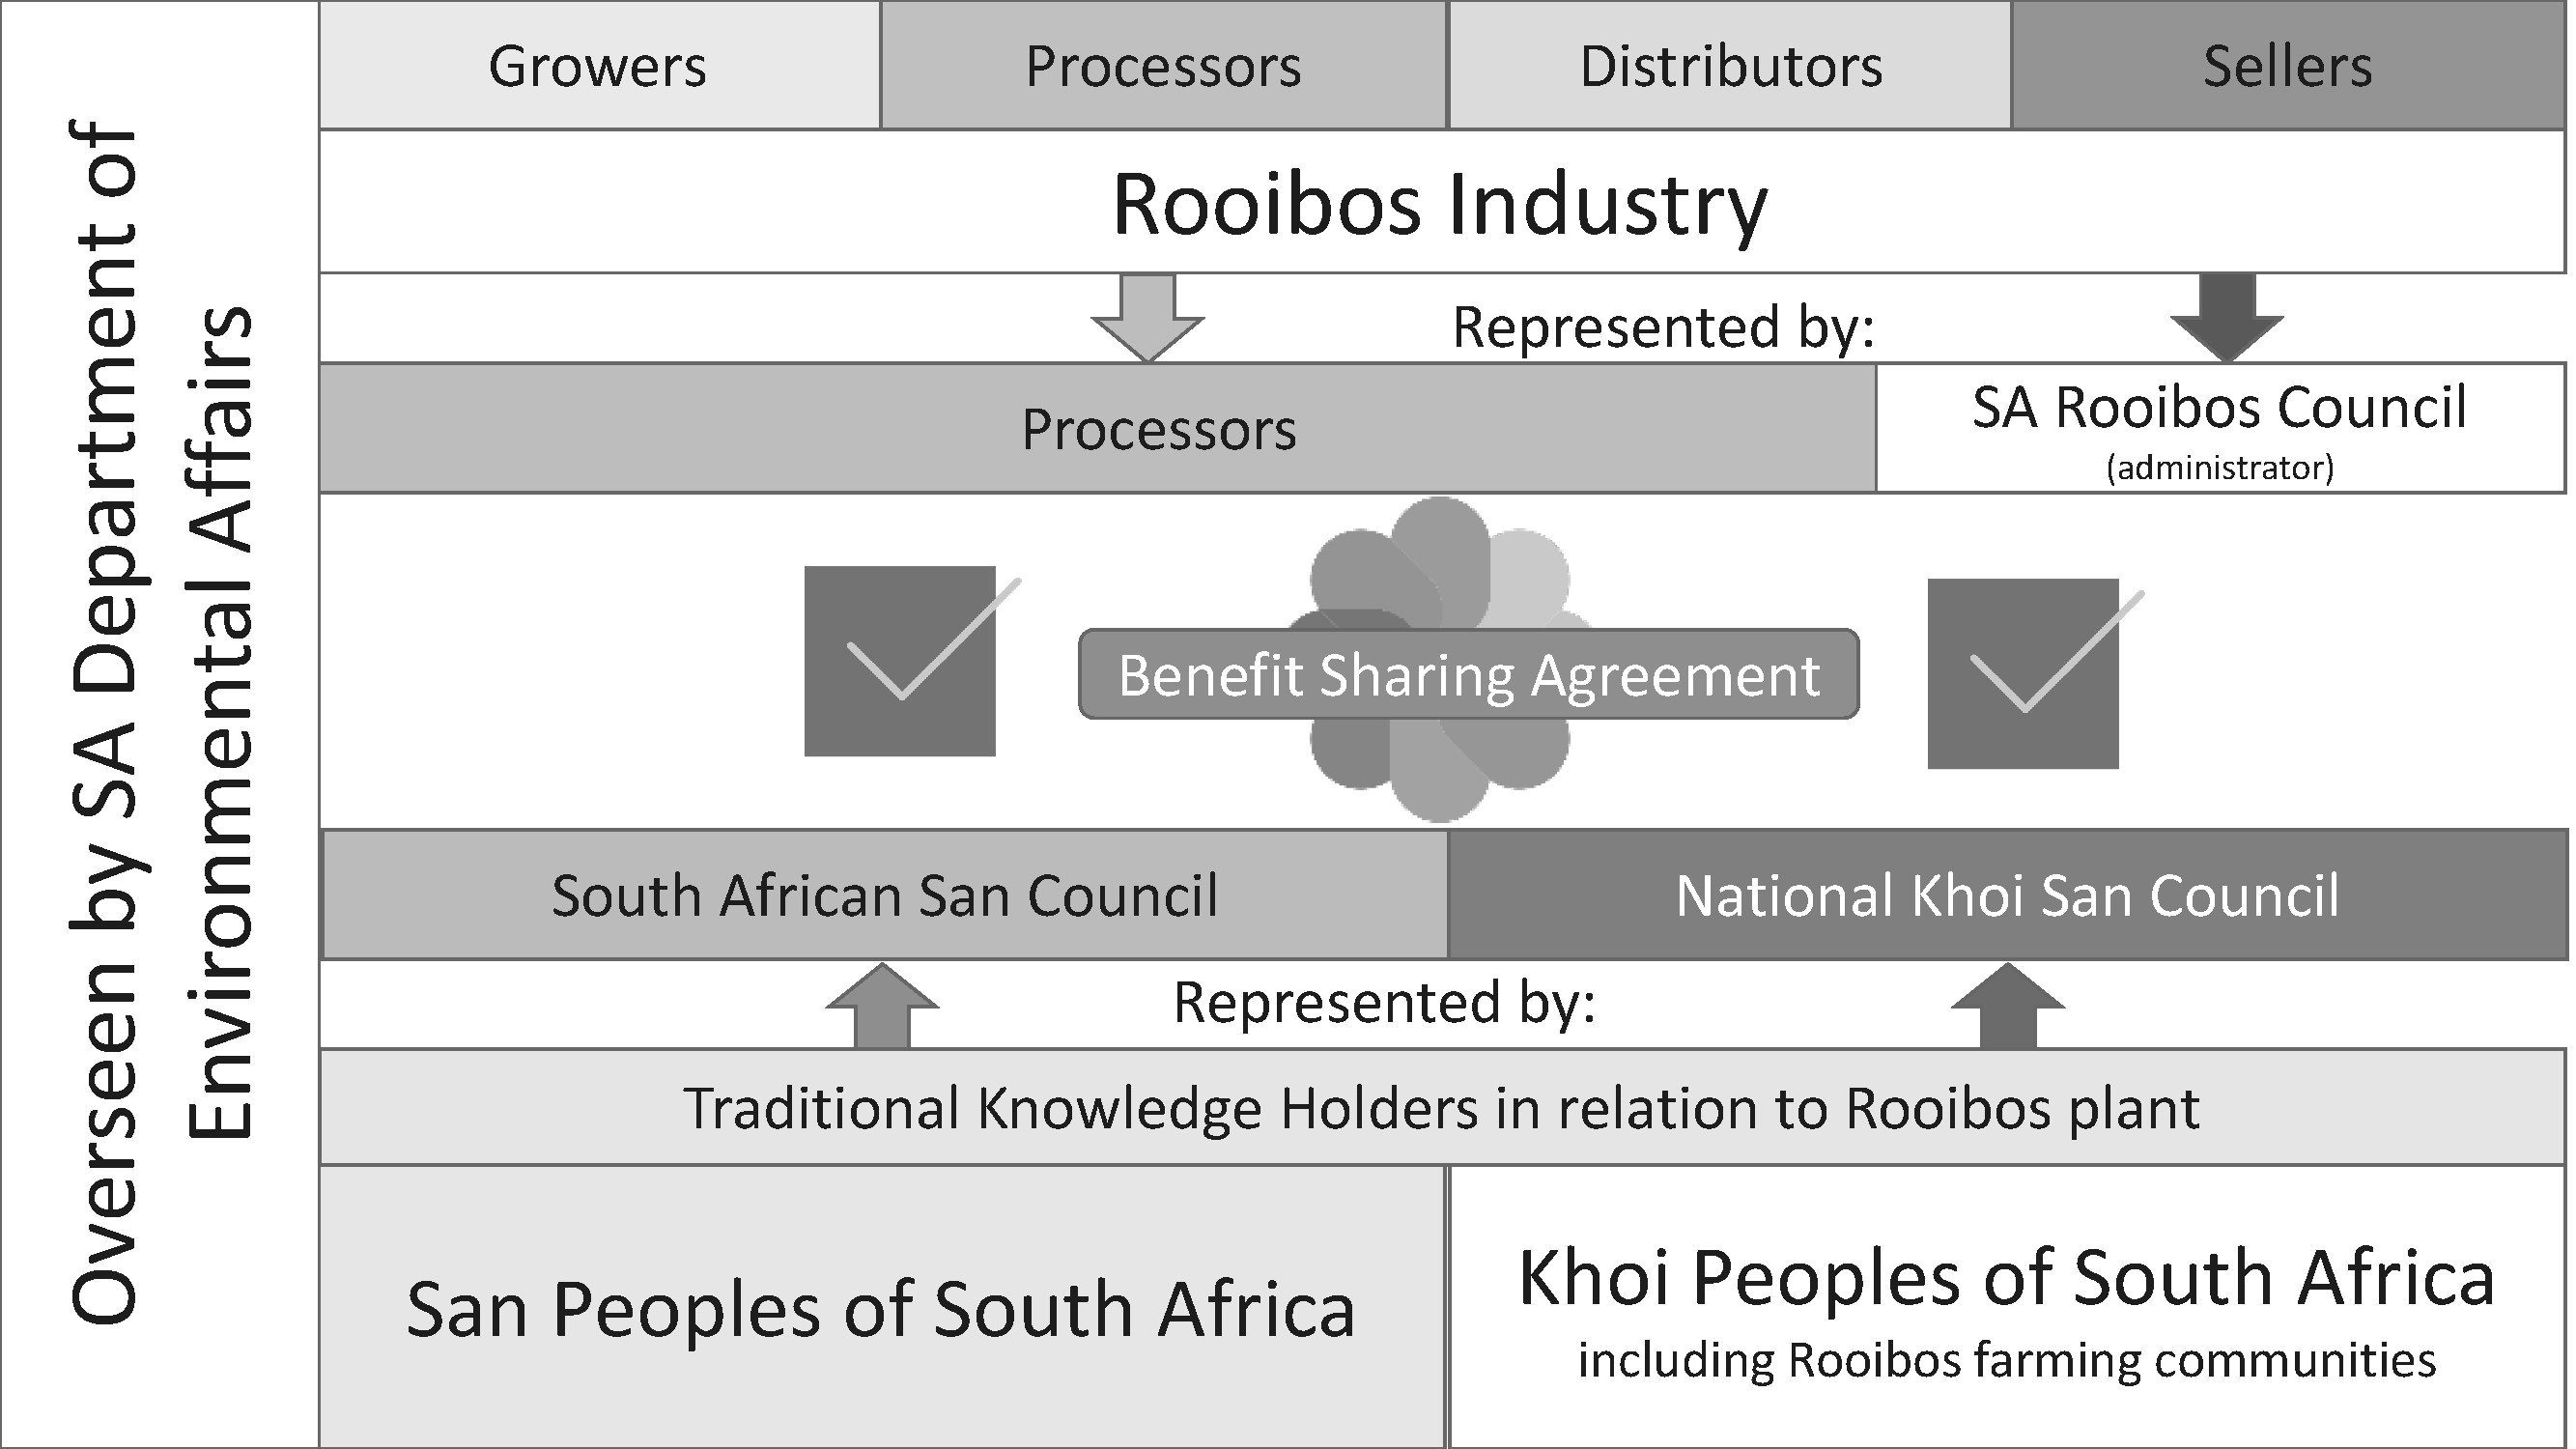 Overseen by SA Department of
Environmental Affairs
Growers
Processors
Distributors
Sellers
Rooibos Industry
Represented by:
Processors
SA Rooibos Council
(administrator)
Benefit Sharing Agreement
South African San Council
National Khoi San Council
Represented by:
Traditional Knowledge Holders in relation to Rooibos plant
San Peoples of South Africa
Khoi Peoples of South Africa
including Rooibos farming communities